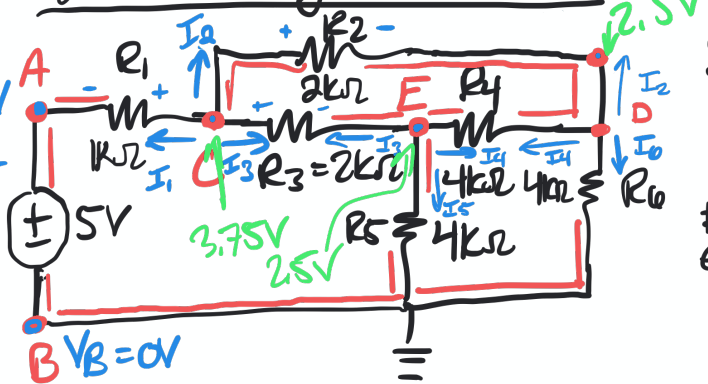 2.5V
I2
+
R2
-
A
R1
2kΩ
E
R4
I2
-
+
+
-
D
1kΩ
I1
C
I3
R3 = 2kΩ
I3
I4
I4
I6
4kΩ
4kΩ
R6
I5
+
-
5V
3.75V
2.5V
R5
4kΩ
B
VB = 0V